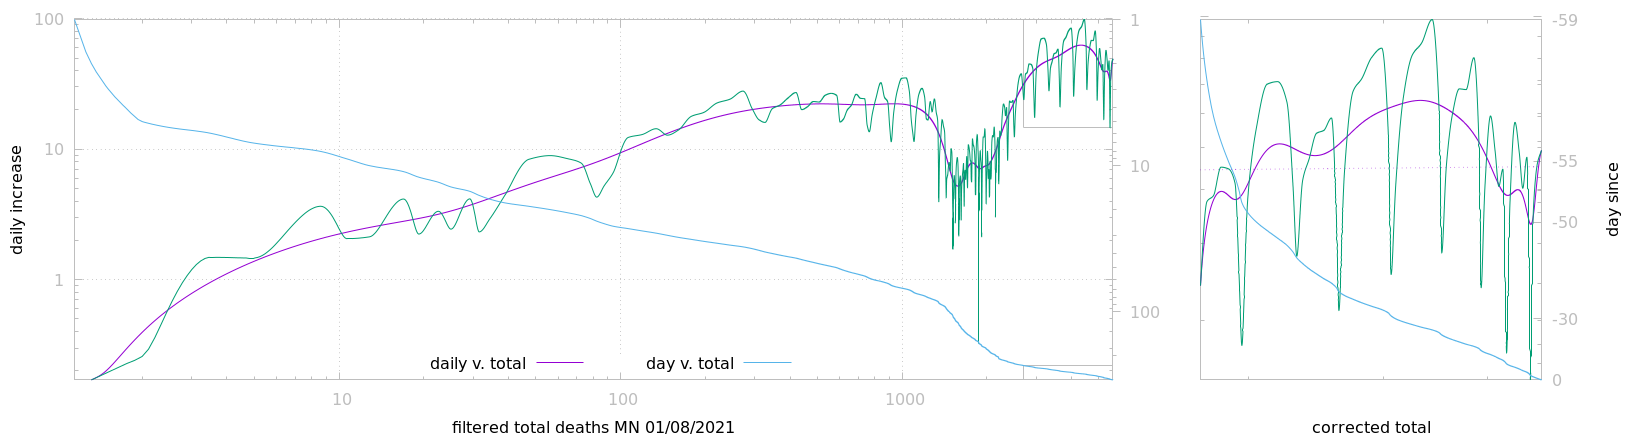 100
10
1
daily increase
1
10
100
10
100
1000
daily v. total
day v. total
filtered total deaths MN 01/08/2021
-59
-55
-50
-30
0
day since
corrected total